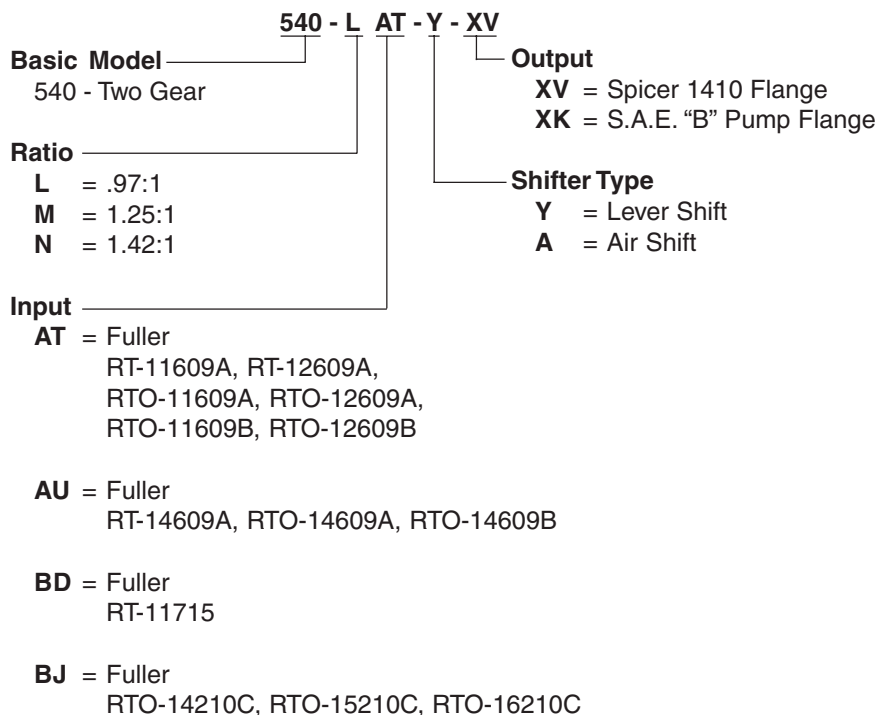 540 - L AT - Y - XV
Basic Model
540 - Two Gear
Ratio
L = .97:1
M = 1.25:1
N = 1.42:1
Input
AT = Fuller
RT-11609A, RT-12609A,
RTO-11609A, RTO-12609A,
RTO-11609B, RTO-12609B
AU = Fuller
RT-14609A, RTO-14609A, RTO-14609B
BD = Fuller
RT-11715
BJ = Fuller
RTO-14210C, RTO-15210C, RTO-16210C
Output
XV = Spicer 1410 Flange
XK = S.A.E. “B” Pump Flange
Shifter Type
Y = Lever Shift
A = Air Shift